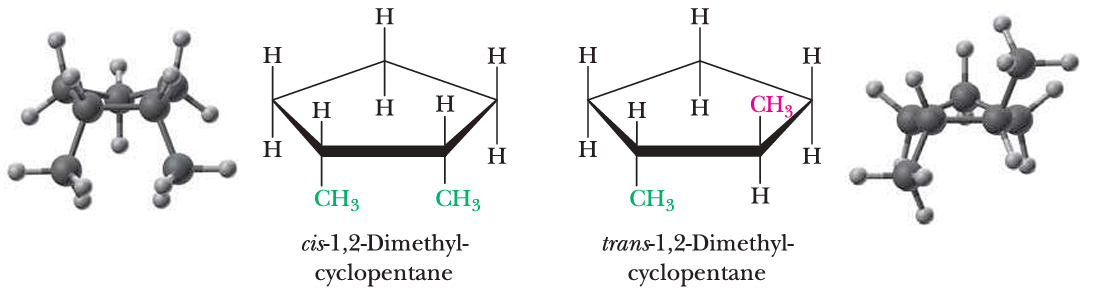 H H
H H H H
H H H H H CH₃
H H H H
CH₃ CH₃ CH₃ H
cis-1,2-Dimethyl-
cyclopentane
trans-1,2-Dimethyl-
cyclopentane